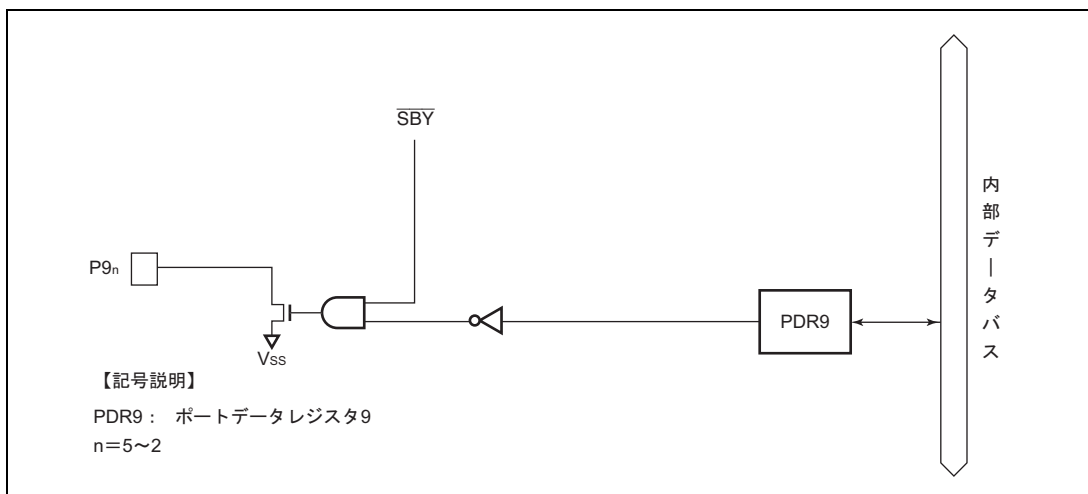 S̅B̅Y̅
内部データバス
P9n
PDR9
VSS
【記号説明】
PDR9： ポートデータレジスタ9
n＝5～2